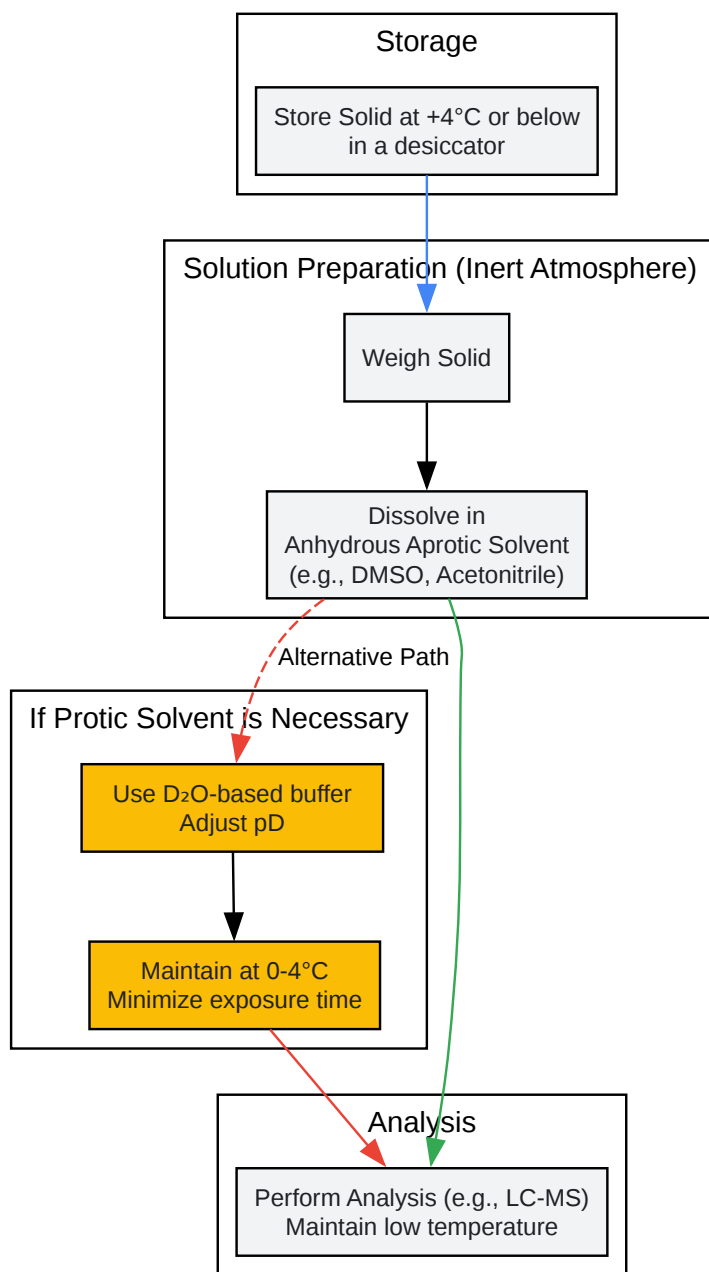 Storage
Store Solid at +4°C or below
in a desiccator
Solution Preparation (Inert Atmosphere)
Weigh Solid
Dissolve in
Anhydrous Aprotic Solvent
(e.g., DMSO, Acetonitrile)
Alternative Path
If Protic Solvent is Necessary
Use D₂O-based buffer
Adjust pD
Maintain at 0-4°C
Minimize exposure time
Analysis
Perform Analysis (e.g., LC-MS)
Maintain low temperature